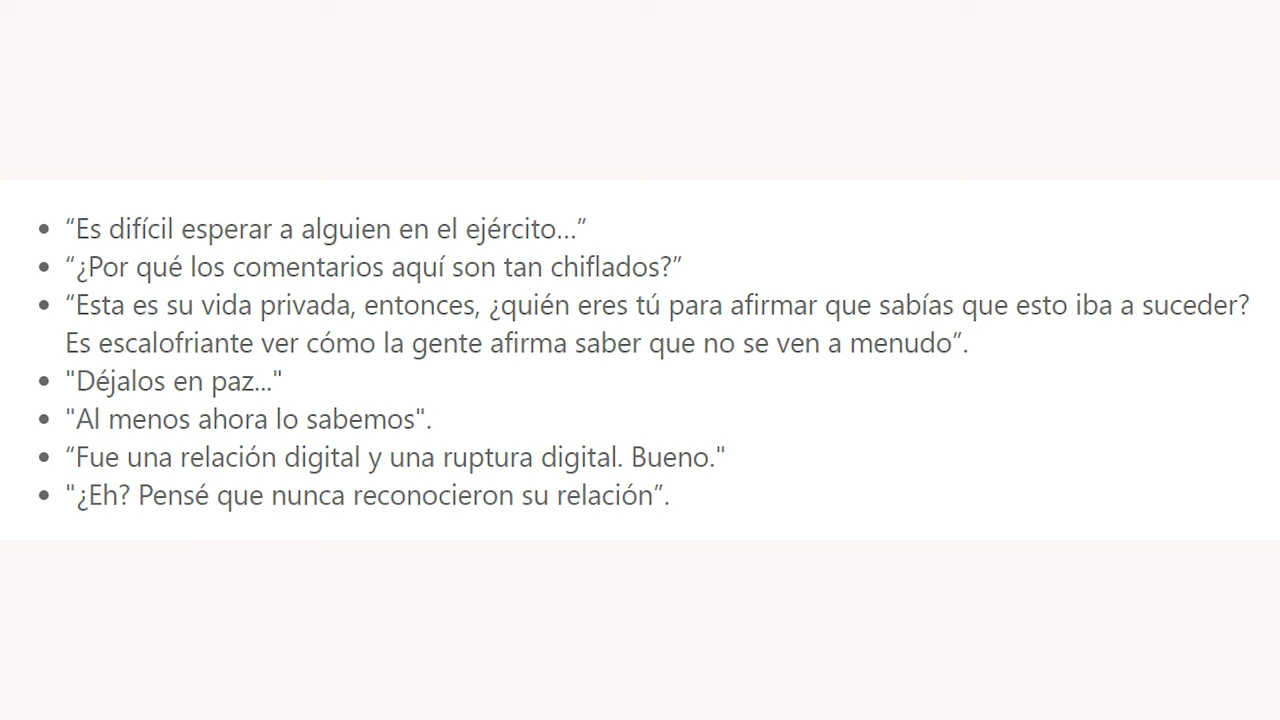 • “Es difícil esperar a alguien en el ejército...”
• “¿Por qué los comentarios aquí son tan chiflados?”
• “Esta es su vida privada, entonces, ¿quién eres tú para afirmar que sabías que esto iba a suceder?
Es escalofriante ver cómo la gente afirma saber que no se ven a menudo”.
• "Déjalos en paz..."
• "Al menos ahora lo sabemos".
• “Fue una relación digital y una ruptura digital. Bueno."
• "¿Eh? Pensé que nunca reconocieron su relación”.